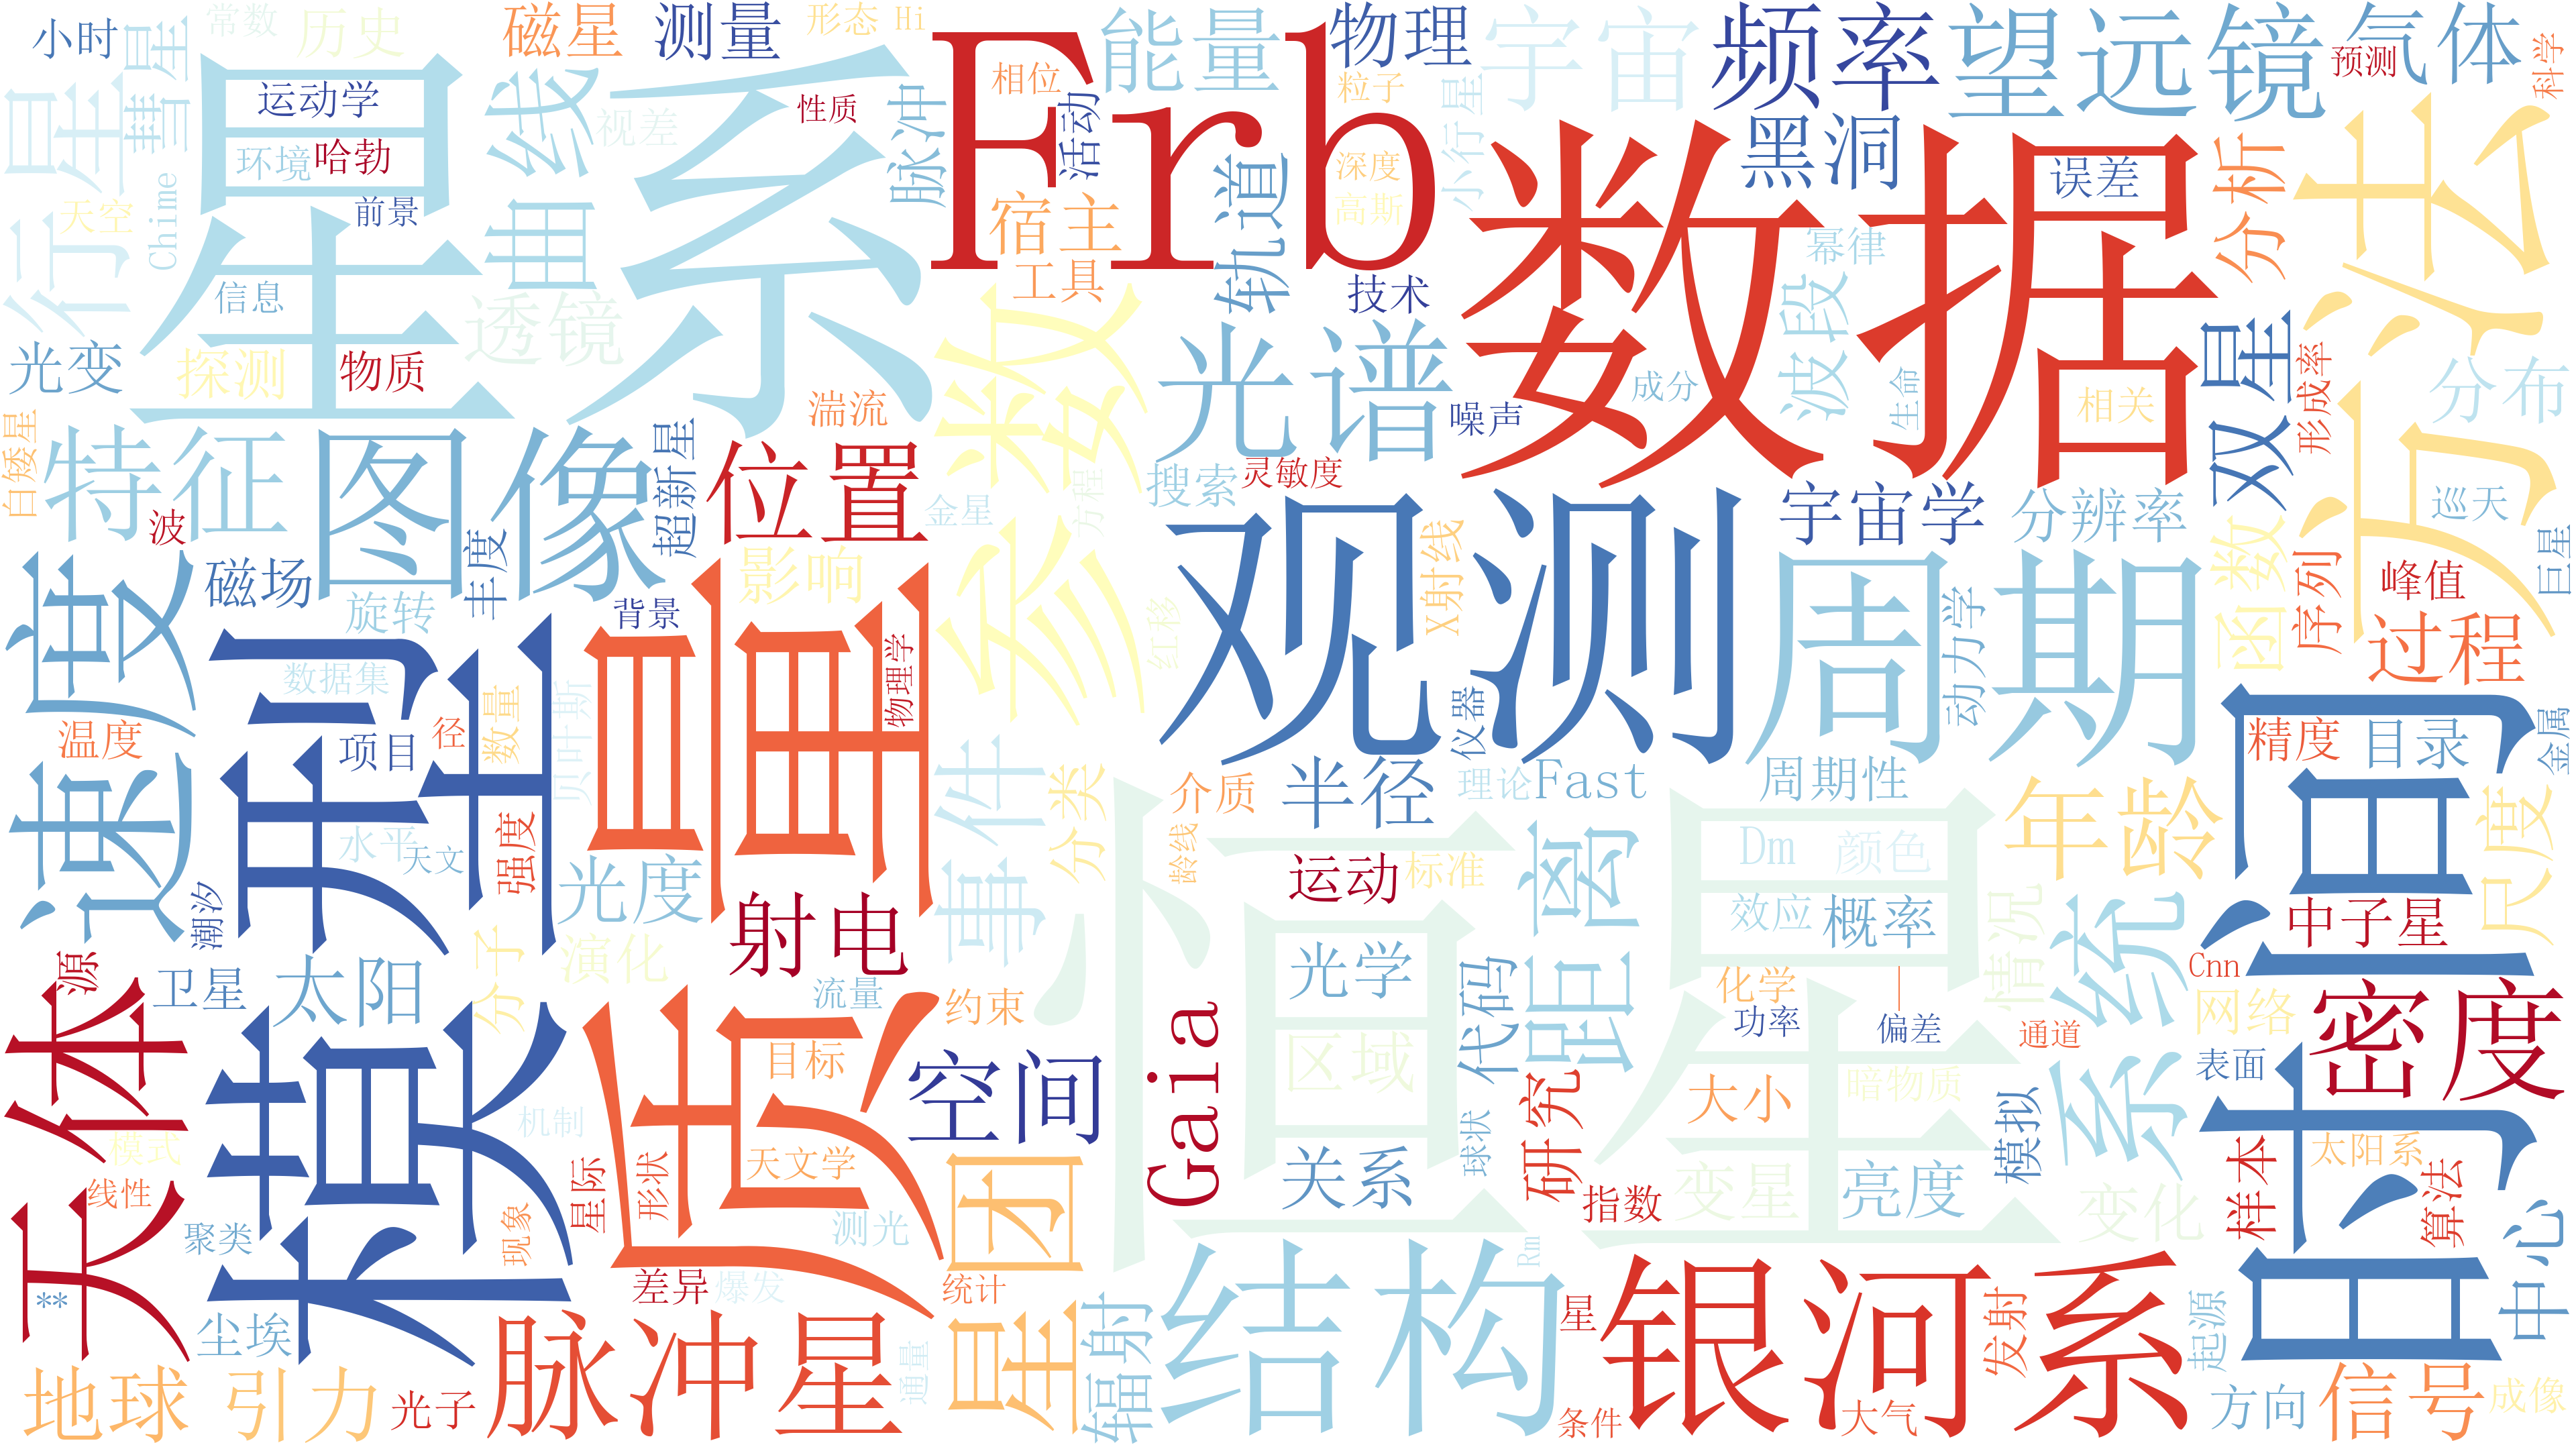 小时
常数
历史
磁星
测量
形态
Hi
Frb
能量
物理
宇宙
频率
望远镜
气体
预测
科学
行星
彗星
运动学
环境
哈勃
前景
天空
Chime
信息
星系
曲线
视差
性质
脉冲
相位
活动
粒子
深度
高斯
小行星
宿主
工具
轨道
技术
黑洞
误差
分析
方法
数据
幂律
波段
光变
探测
物质
透镜
湍流
参数
光谱
噪声
成分
生命
相关
双星
形成率
分布
白矮星
特征
图像
超新星
位置
搜索
灵敏度
金星
方程
观测
宇宙学
分辨率
巡天
巨星
波
磁场
丰度
旋转
背景
影响
红移
X射线
周期
动力学
函数
序列
峰值
过程
速度
温度
数据集
项目
模型
径
数量
贝叶斯
质量
物理学
事件
分类
介质
半径
仪器
理论
Fast
周期性
年龄
精度
目录
金属
时间
尺度
水平
天文
强度
光度
射电
龄线
恒星
运动
标准
距离
Dm
颜色
效应
概率
情况
系统
中子星
Cnn
潮汐
天体
源
卫星
太阳
分子
演化
流量
约束
光学
区域
代码
化学
一
功率
偏差
通道
网络
表面
密度
目标
空间
Gaia
研究
大小
暗物质
模拟
太阳系
模式
线性
机制
星际
形状
天文学
星团
关系
球状
指数
变星
亮度
变化
样本
算法
中心
**
聚类
现象
测光
差异
爆发
统计
结构
Rm
星
银河系
发射
起源
尘埃
地球
引力
光子
脉冲星
通量
辐射
条件
大气
方向
信号
成像